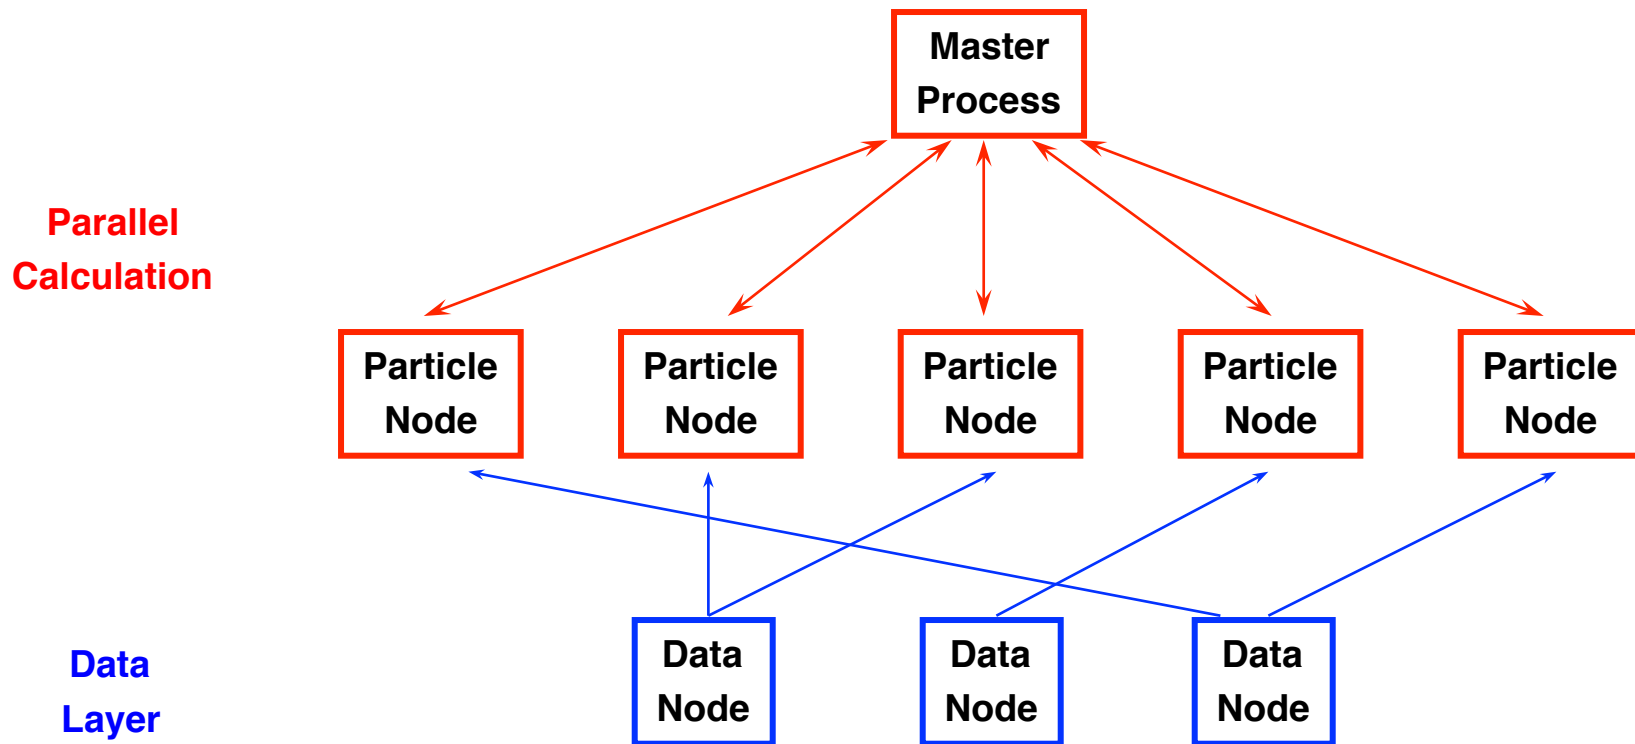 Master
Process
Parallel
Calculation
Particle
Node
Particle
Node
Particle
Node
Particle
Node
Particle
Node
Data
Layer
Data
Node
Data
Node
Data
Node